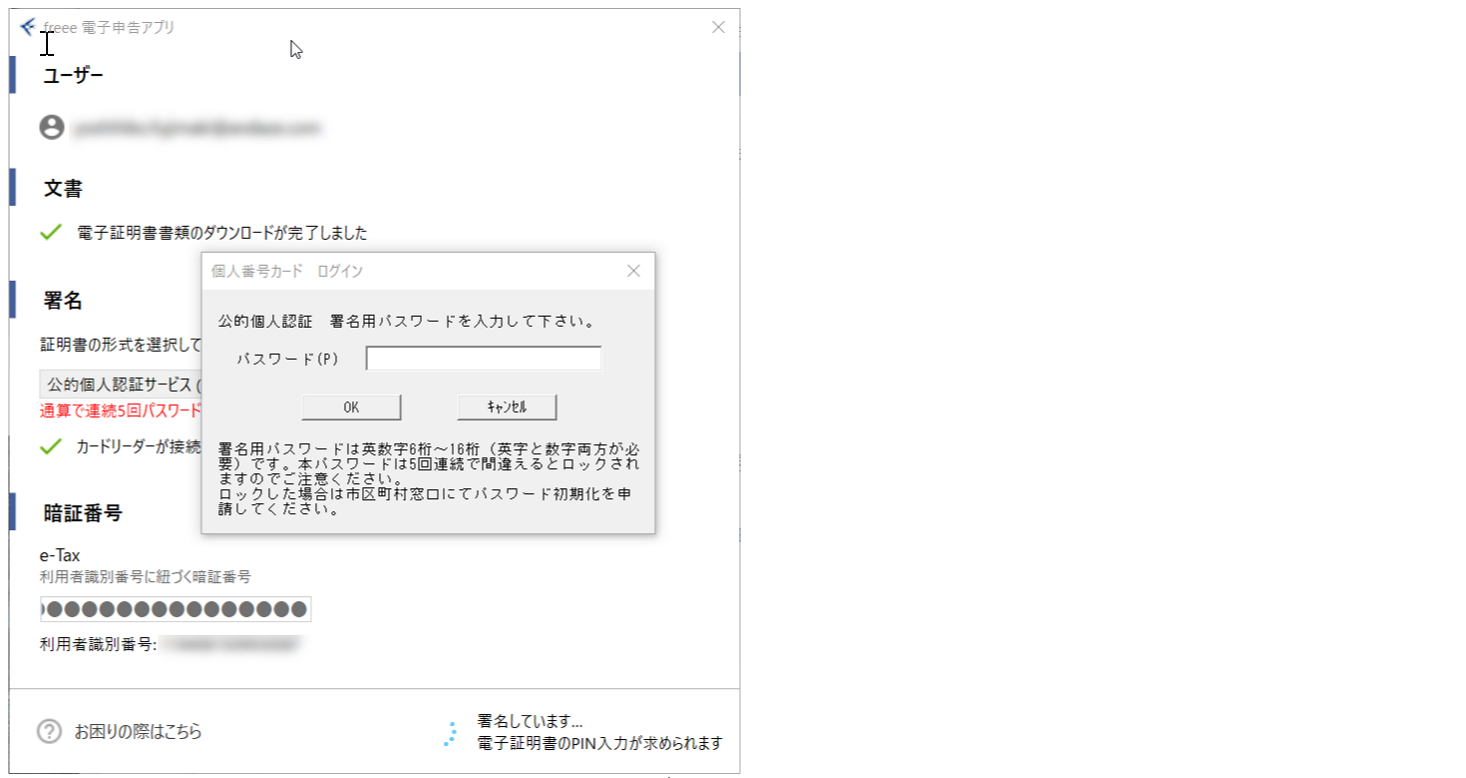 freee 電子申告アプリ
ユーザー
文書
電子証明書書類のダウンロードが完了しました
署名
証明書の形式を選択して
公的個人認証サービス (
通算で連続5回パスワード
カードリーダーが接続
個人番号カード　ログイン
公的個人認証　署名用パスワードを入力して下さい。
パスワード(P)
OK
ｷｬﾝｾﾙ
署名用パスワードは英数字6桁～16桁（英字と数字両方が必
要）です。本パスワードは5回連続で間違えるとロックされ
ますのでご注意ください。
ロックした場合は市区町村窓口にてパスワード初期化を申
請してください。
暗証番号
e-Tax
利用者識別番号に紐づく暗証番号
利用者識別番号:
お困りの際はこちら
署名しています...
電子証明書のPIN入力が求められます